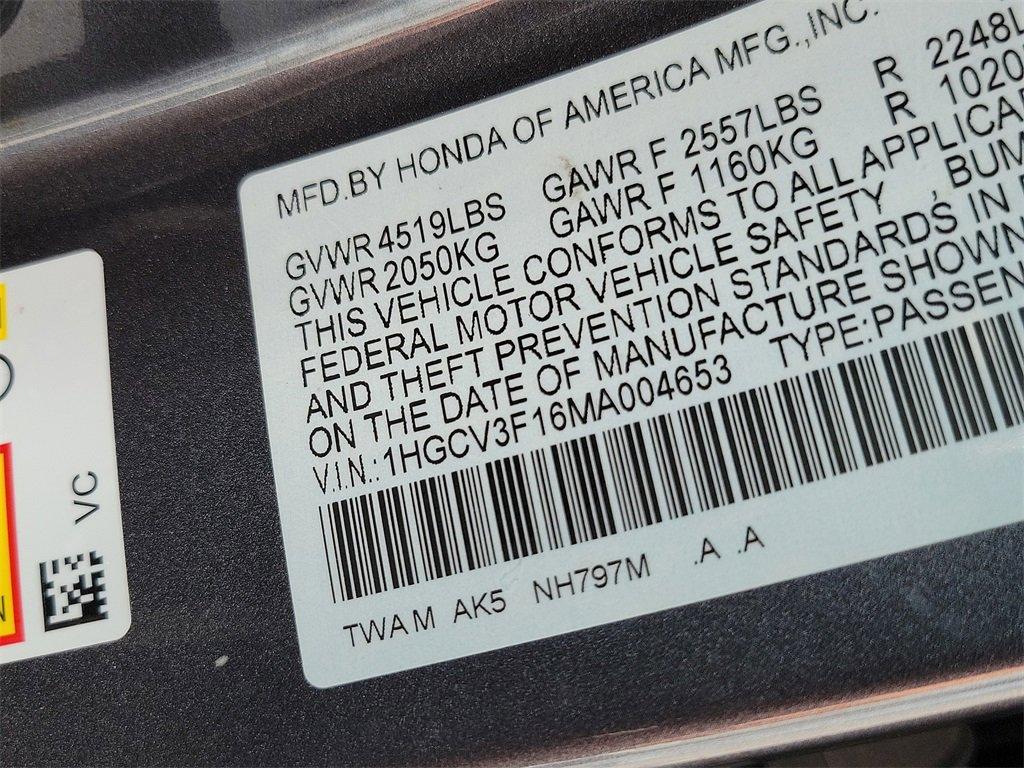 MFD.BY HONDA OF AMERICA MFG.,INC.
GVWR 4519LBS GAWR F 2557LBS R 2248L
GVWR 2050KG GAWR F 1160KG R 1020
THIS VEHICLE CONFORMS TO ALL APPLICA
FEDERAL MOTOR VEHICLE SAFETY , BUM
AND THEFT PREVENTION STANDARDS IN
ON THE DATE OF MANUFACTURE SHOWN
V.I.N.:1HGCV3F16MA004653 TYPE:PASSEN
TWAM AK5 NH797M .A .A
VC